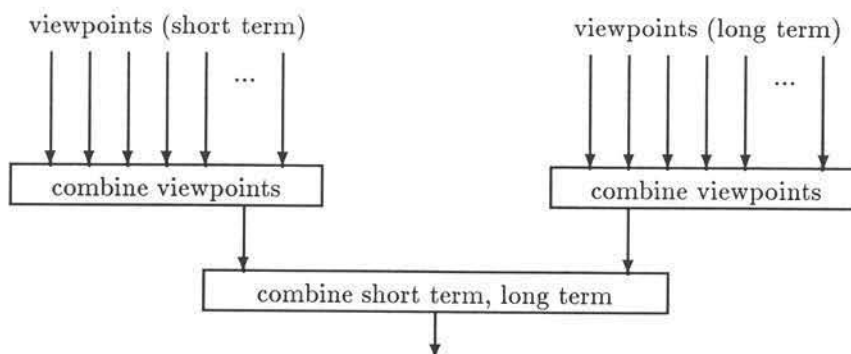 viewpoints (short term)
viewpoints (long term)
...
...
combine viewpoints
combine viewpoints
combine short term, long term